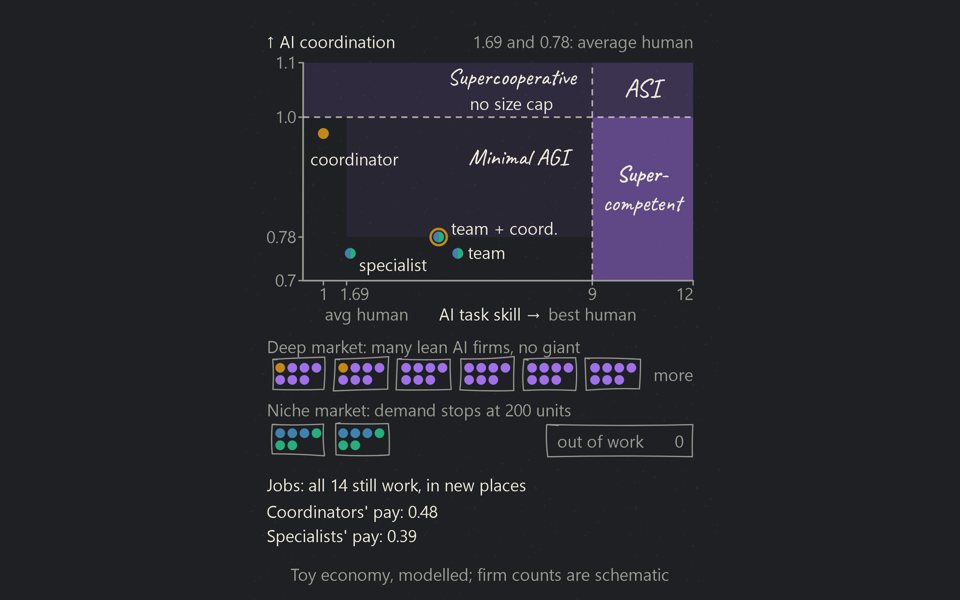 ↑ AI coordination
1.69 and 0.78: average human
1.1
Supercooperative
no size cap
ASI
1.0
coordinator
Minimal AGI
Super-
competent
0.78
team + coord.
team
specialist
0.7
1 1.69 9 12
avg human AI task skill → best human
Deep market: many lean AI firms, no giant
more
Niche market: demand stops at 200 units
out of work 0
Jobs: all 14 still work, in new places
Coordinators' pay: 0.48
Specialists' pay: 0.39
Toy economy, modelled; firm counts are schematic